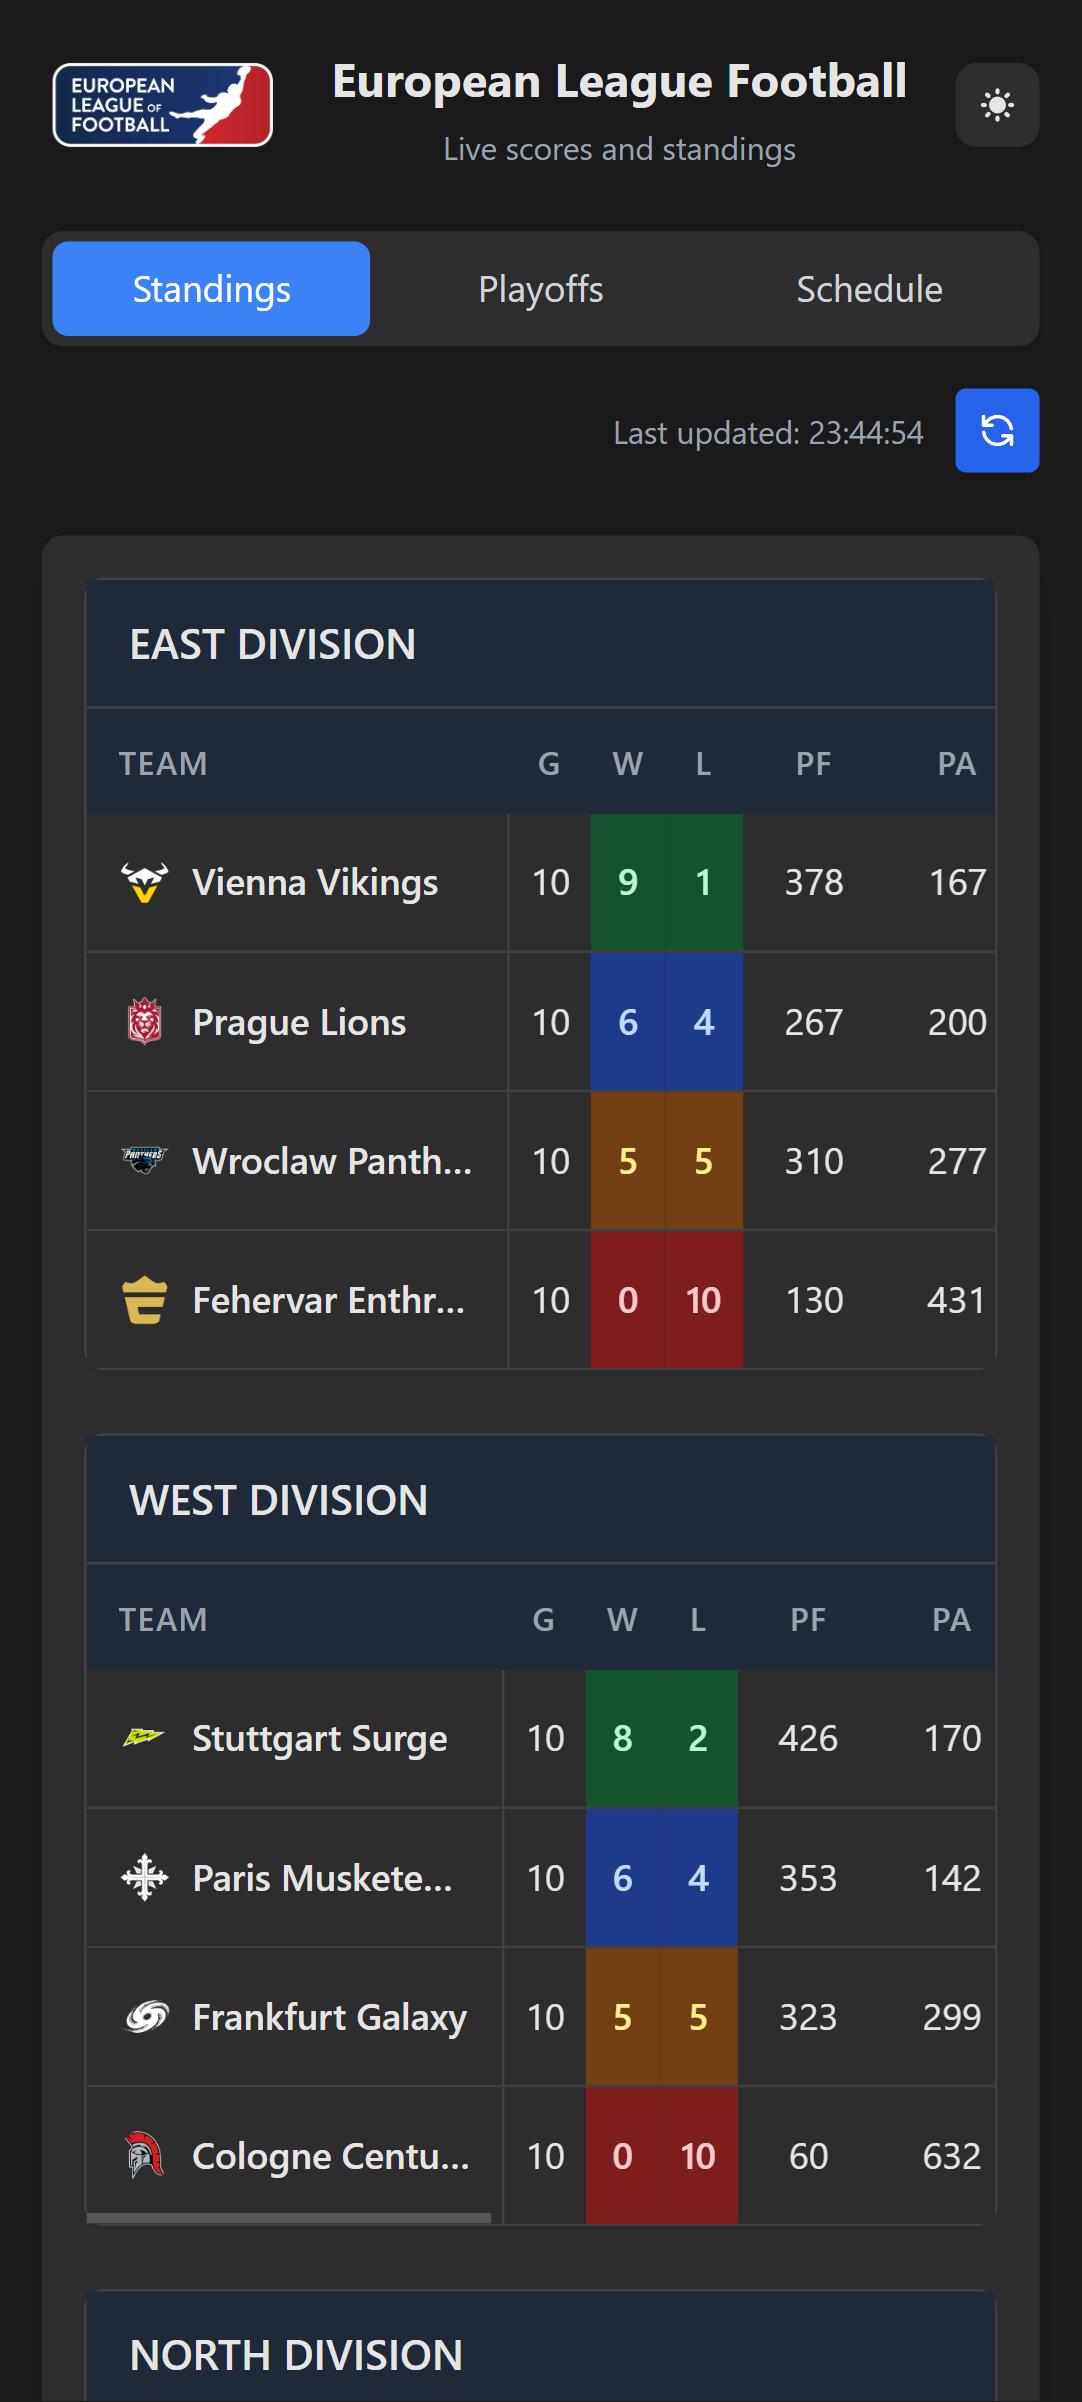 EUROPEAN
LEAGUE OF
FOOTBALL
European League Football
Live scores and standings
Standings Playoffs Schedule
Last updated: 23:44:54
EAST DIVISION
TEAM G W L PF PA
Vienna Vikings 10 9 1 378 167
Prague Lions 10 6 4 267 200
PANTHERS
Wroclaw Panth... 10 5 5 310 277
Fehervar Enthr... 10 0 10 130 431
WEST DIVISION
TEAM G W L PF PA
Stuttgart Surge 10 8 2 426 170
Paris Muskete... 10 6 4 353 142
Frankfurt Galaxy 10 5 5 323 299
Cologne Centu... 10 0 10 60 632
NORTH DIVISION